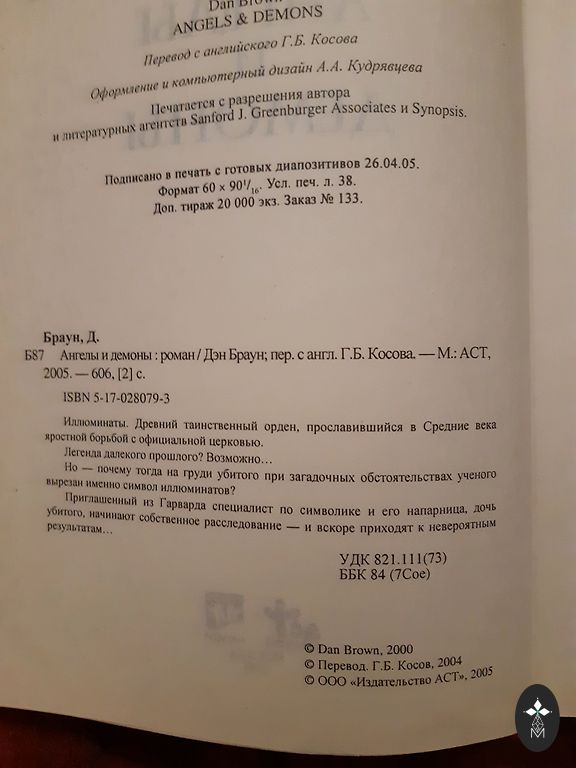 Dan Brown
ANGELS & DEMONS
Перевод с английского Г.Б. Косова
Оформление и компьютерный дизайн А.А. Кудрявцева
Печатается с разрешения автора
и литературных агентств Sanford J. Greenburger Associates и Synopsis.
Подписано в печать с готовых диапозитивов 26.04.05.
Формат 60 × 90 1/16. Усл. печ. л. 38.
Доп. тираж 20 000 экз. Заказ № 133.
Браун, Д.
Б87 Ангелы и демоны : роман / Дэн Браун; пер. с англ. Г.Б. Косова. — М.: АСТ,
2005. — 606, [2] с.
ISBN 5-17-028079-3
Иллюминаты. Древний таинственный орден, прославившийся в Средние века
яростной борьбой с официальной церковью.
Легенда далекого прошлого? Возможно...
Но — почему тогда на груди убитого при загадочных обстоятельствах ученого
вырезан именно символ иллюминатов?
Приглашенный из Гарварда специалист по символике и его напарница, дочь
убитого, начинают собственное расследование — и вскоре приходят к невероятным
результатам...
УДК 821.111(73)
ББК 84 (7Сое)
© Dan Brown, 2000
© Перевод. Г.Б. Косов, 2004
© ООО «Издательство АСТ», 2005
М